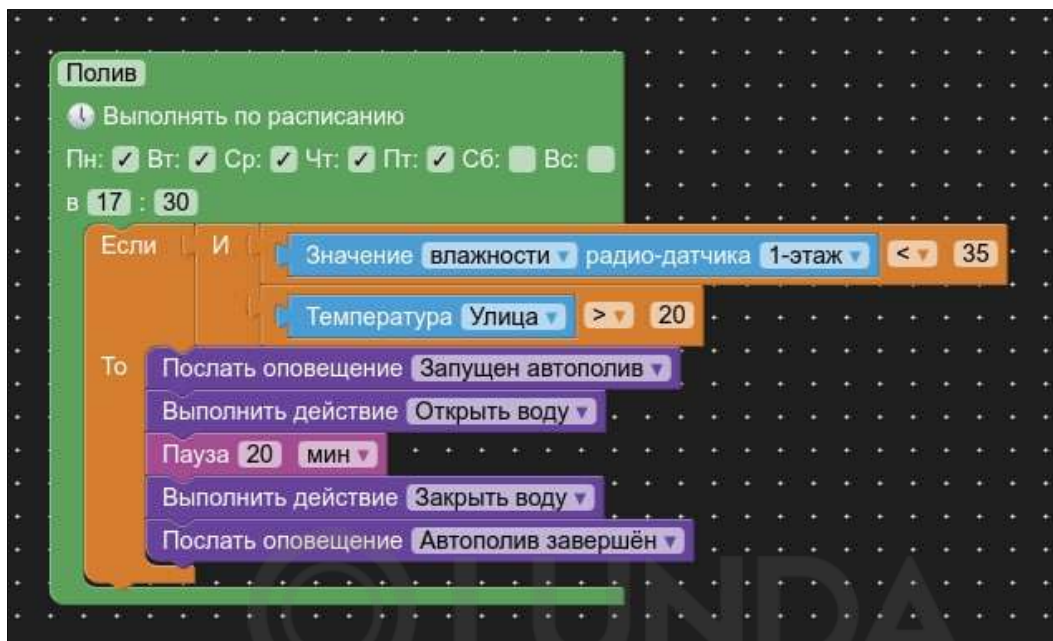 Полив
Выполнять по расписанию
Пн: Вт: Ср: Чт: Пт: Сб: Вс:
в 17 : 30
Если И Значение влажности радио-датчика 1-этаж < 35
Температура Улица > 20
То Послать оповещение Запущен автополив
Выполнить действие Открыть воду
Пауза 20 мин
Выполнить действие Закрыть воду
Послать оповещение Автополив завершён